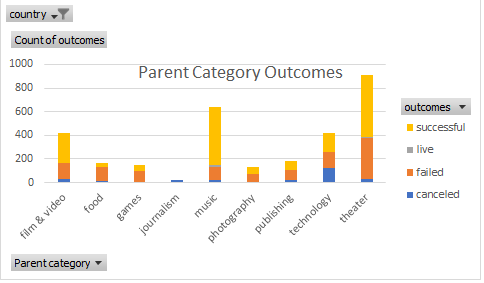 country
Count of outcomes
Parent Category Outcomes
1000
800
600
400
200
0
film & video
food
games
journalism
music
photography
publishing
technology
theater
outcomes
successful
live
failed
canceled
Parent category